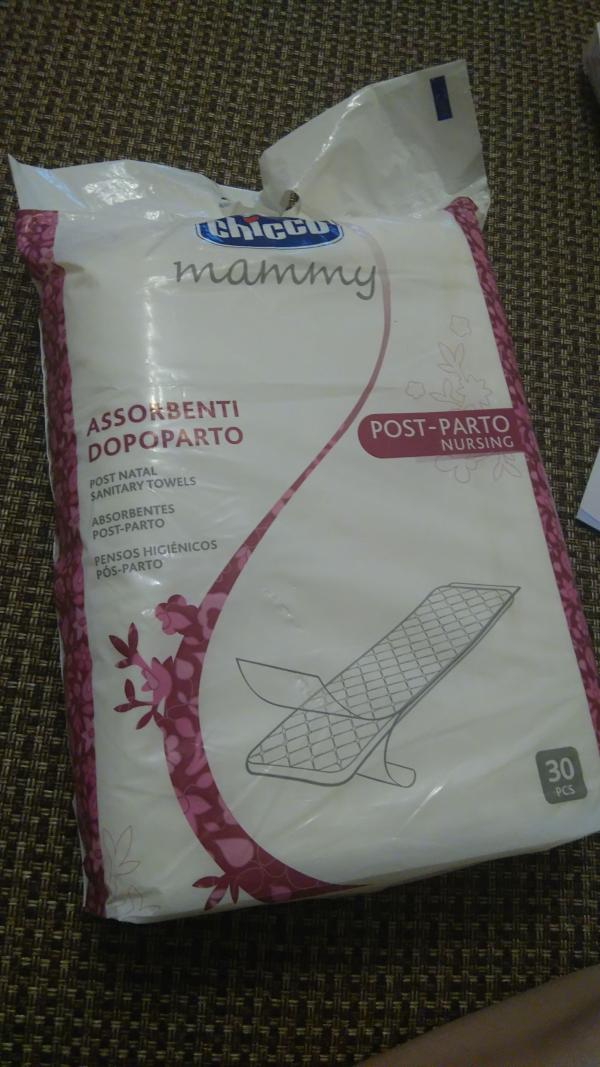 chicco
mammy
ASSORBENTI
DOPOPARTO
POST NATAL
SANITARY TOWELS
ABSORBENTES
POST-PARTO
PENSOS HIGIÉNICOS
PÓS-PARTO
POST-PARTO
NURSING
30
PCS